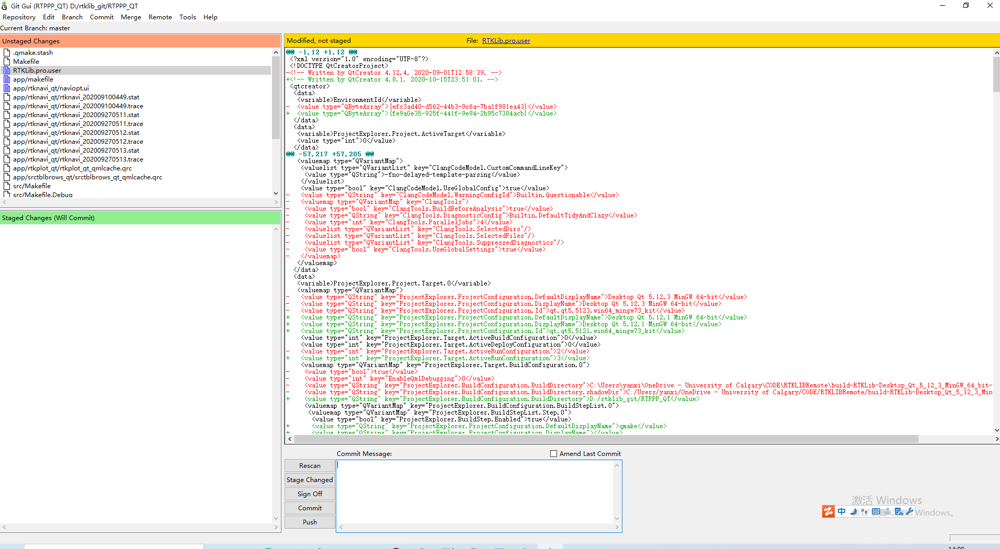 Git Gui (RTPPP_QT) D:/rtklib_git/RTPPP_QT
Repository Edit Branch Commit Merge Remote Tools Help
Current Branch: master
Unstaged Changes
.qmake.stash
Makefile
RTKLib.pro.user
app/makefile
app/rtknavi_qt/naviopt.ui
app/rtknavi_qt/rtknavi_202009100449.stat
app/rtknavi_qt/rtknavi_202009100449.trace
app/rtknavi_qt/rtknavi_202009270511.stat
app/rtknavi_qt/rtknavi_202009270511.trace
app/rtknavi_qt/rtknavi_202009270512.stat
app/rtknavi_qt/rtknavi_202009270512.trace
app/rtknavi_qt/rtknavi_202009270513.stat
app/rtknavi_qt/rtknavi_202009270513.trace
app/rtkplot_qt/rtkplot_qt_qmlcache.qrc
app/srctblbrows_qt/srctblbrows_qt_qmlcache.qrc
src/Makefile
src/Makefile.Debug
Staged Changes (Will Commit)
Modified, not staged File: RTKLib.pro.user
@@ -1,12 +1,12 @@
<?xml version="1.0" encoding="UTF-8"?>
<!DOCTYPE QtCreatorProject>
-<!-- Written by QtCreator 4.12.4, 2020-09-01T12:58:39. -->
+<!-- Written by QtCreator 4.8.1, 2020-10-15T23:51:01. -->
<qtcreator>
<data>
<variable>EnvironmentId</variable>
- <value type="QByteArray">{efc3ad40-d562-44b3-9c6a-7ba1f981ea43}</value>
+ <value type="QByteArray">{fe9a0e35-925f-441f-9e94-2b95c7304acb}</value>
</data>
<data>
<variable>ProjectExplorer.Project.ActiveTarget</variable>
<value type="int">0</value>
</data>
@@ -57,217 +57,205 @@
<valuemap type="QVariantMap">
<valuelist type="QVariantList" key="ClangCodeModel.CustomCommandLineKey">
<value type="QString">-fno-delayed-template-parsing</value>
</valuelist>
<value type="bool" key="ClangCodeModel.UseGlobalConfig">true</value>
- <value type="QString" key="ClangCodeModel.WarningConfigId">Builtin.Questionable</value>
- <valuemap type="QVariantMap" key="ClangTools">
- <value type="bool" key="ClangTools.BuildBeforeAnalysis">true</value>
- <value type="QString" key="ClangTools.DiagnosticConfig">Builtin.DefaultTidyAndClazy</value>
- <value type="int" key="ClangTools.ParallelJobs">4</value>
- <valuelist type="QVariantList" key="ClangTools.SelectedDirs"/>
- <valuelist type="QVariantList" key="ClangTools.SelectedFiles"/>
- <valuelist type="QVariantList" key="ClangTools.SuppressedDiagnostics"/>
- <value type="bool" key="ClangTools.UseGlobalSettings">true</value>
- </valuemap>
</valuemap>
</data>
<data>
<variable>ProjectExplorer.Project.Target.0</variable>
<valuemap type="QVariantMap">
- <value type="QString" key="ProjectExplorer.ProjectConfiguration.DefaultDisplayName">Desktop Qt 5.12.3 MinGW 64-bit</value>
- <value type="QString" key="ProjectExplorer.ProjectConfiguration.DisplayName">Desktop Qt 5.12.3 MinGW 64-bit</value>
- <value type="QString" key="ProjectExplorer.ProjectConfiguration.Id">qt.qt5.5123.win64_mingw73_kit</value>
+ <value type="QString" key="ProjectExplorer.ProjectConfiguration.DefaultDisplayName">Desktop Qt 5.12.1 MinGW 64-bit</value>
+ <value type="QString" key="ProjectExplorer.ProjectConfiguration.DisplayName">Desktop Qt 5.12.1 MinGW 64-bit</value>
+ <value type="QString" key="ProjectExplorer.ProjectConfiguration.Id">qt.qt5.5121.win64_mingw73_kit</value>
<value type="int" key="ProjectExplorer.Target.ActiveBuildConfiguration">0</value>
<value type="int" key="ProjectExplorer.Target.ActiveDeployConfiguration">0</value>
- <value type="int" key="ProjectExplorer.Target.ActiveRunConfiguration">2</value>
+ <value type="int" key="ProjectExplorer.Target.ActiveRunConfiguration">3</value>
<valuemap type="QVariantMap" key="ProjectExplorer.Target.BuildConfiguration.0">
- <value type="bool">true</value>
- <value type="int" key="EnableQmlDebugging">0</value>
- <value type="QString" key="ProjectExplorer.BuildConfiguration.BuildDirectory">C:\Users\yanxi\OneDrive - University of Calgary\CODE\RTKLIBRemote\build-RTKLib-Desktop_Qt_5_12_3_MinGW_64_bit-
- <value type="QString" key="ProjectExplorer.BuildConfiguration.BuildDirectory.shadowDir">C:/Users/yanxi/OneDrive - University of Calgary/CODE/RTKLIBRemote/build-RTKLib-Desktop_Qt_5_12_3_Min
+ <value type="QString" key="ProjectExplorer.BuildConfiguration.BuildDirectory">D:/rtklib_git/RTPPP_QT</value>
<valuemap type="QVariantMap" key="ProjectExplorer.BuildConfiguration.BuildStepList.0">
<valuemap type="QVariantMap" key="ProjectExplorer.BuildStepList.Step.0">
<value type="bool" key="ProjectExplorer.BuildStep.Enabled">true</value>
+ <value type="QString" key="ProjectExplorer.ProjectConfiguration.DefaultDisplayName">qmake</value>
+ <value type="QString" key="ProjectExplorer.ProjectConfiguration.DisplayName"></value>
Commit Message: Amend Last Commit
Rescan
Stage Changed
Sign Off
Commit
Push
激活 Windows
中
Windows。